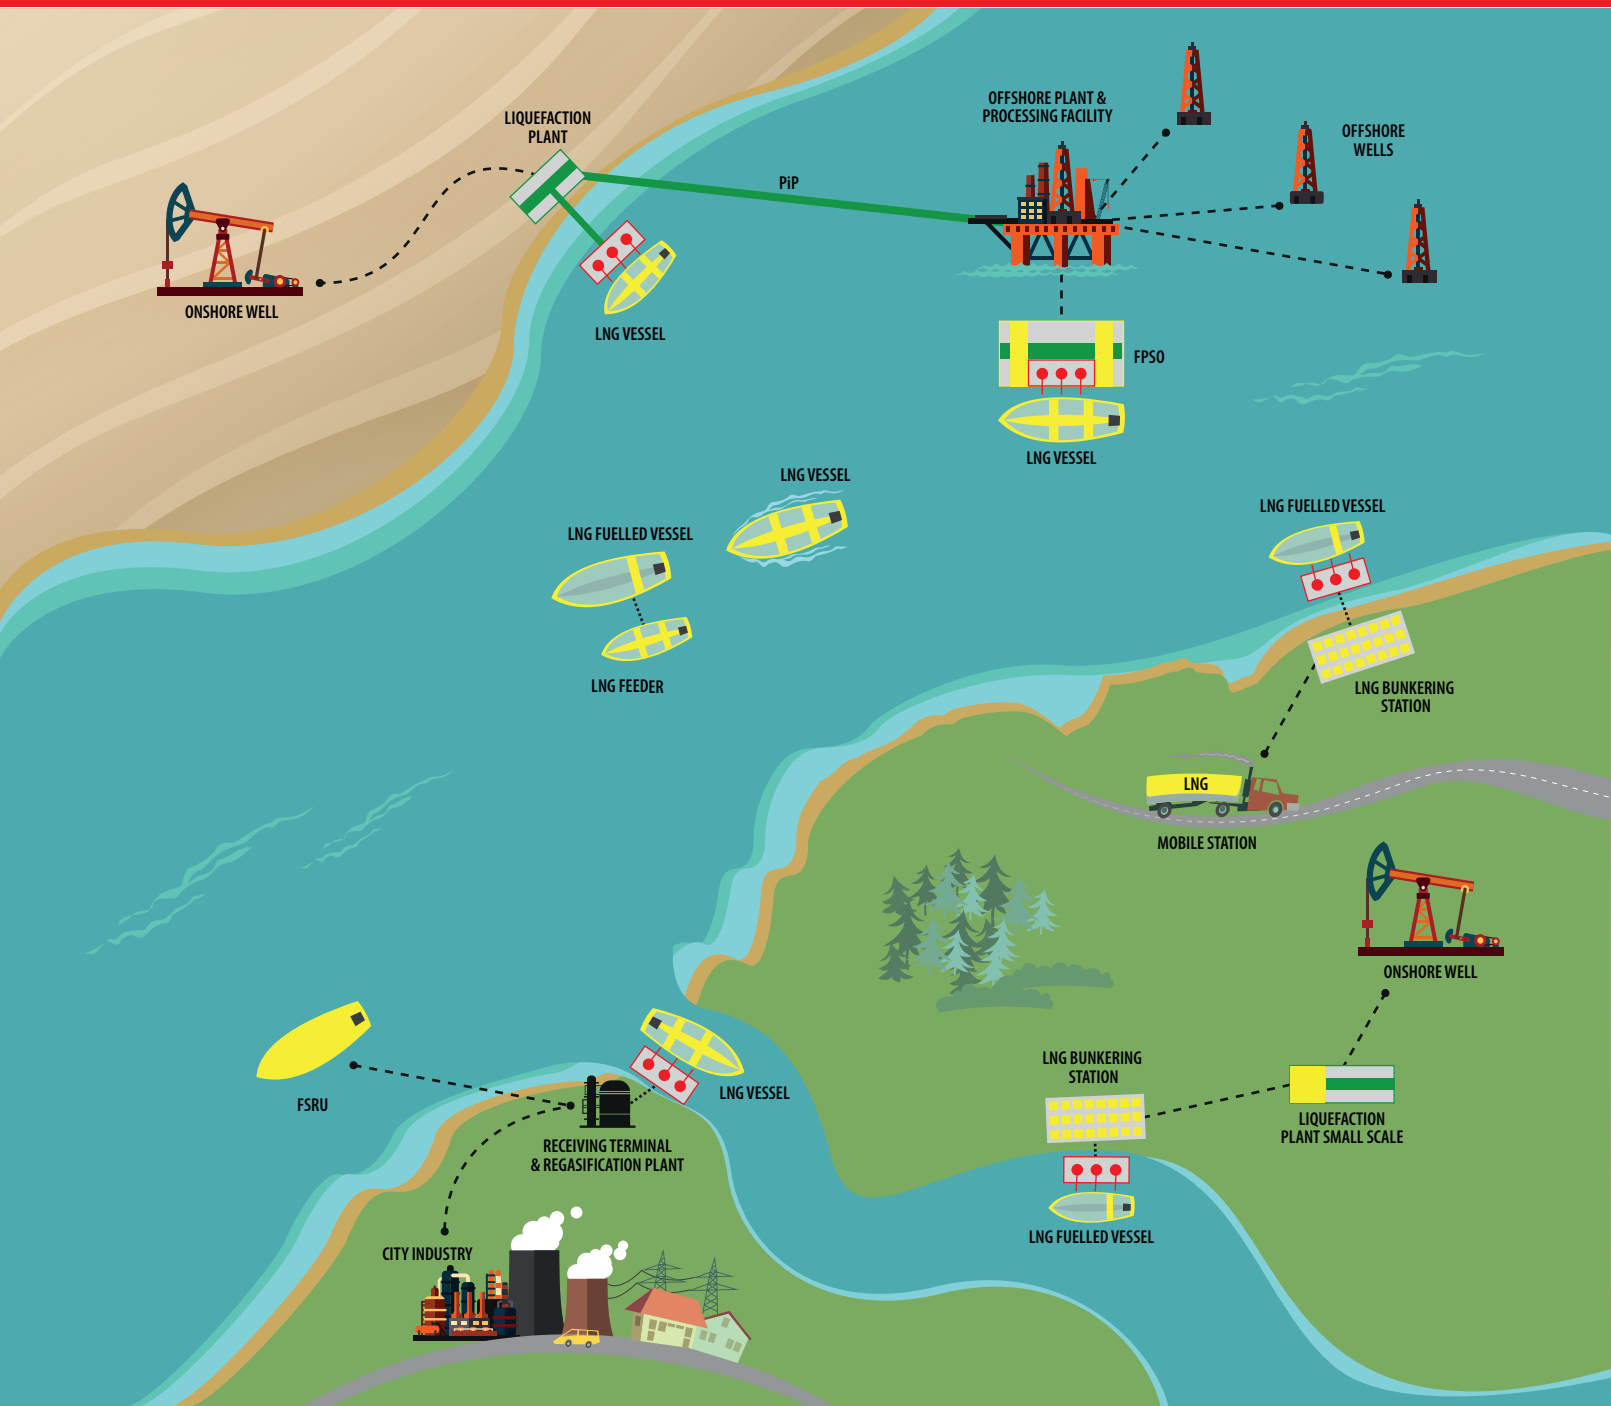 OFFSHORE PLANT &
PROCESSING FACILITY
LIQUEFACTION
PLANT
OFFSHORE
WELLS
PiP
ONSHORE WELL
LNG VESSEL
FPSO
LNG VESSEL
LNG VESSEL
LNG FUELLED VESSEL
LNG FUELLED VESSEL
LNG FEEDER
LNG BUNKERING
STATION
LNG
MOBILE STATION
ONSHORE WELL
LNG BUNKERING
STATION
LNG VESSEL
FSRU
LIQUEFACTION
PLANT SMALL SCALE
RECEIVING TERMINAL
& REGASIFICATION PLANT
LNG FUELLED VESSEL
CITY INDUSTRY